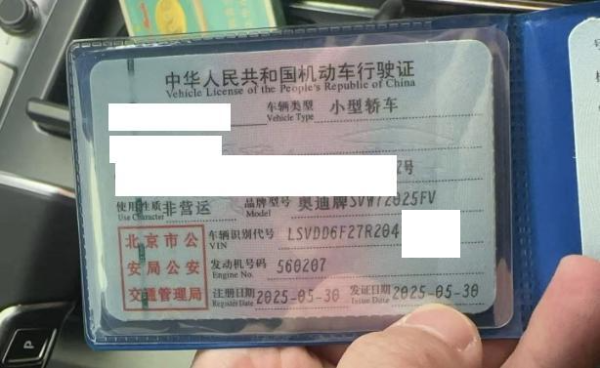 中华人民共和国机动车行驶证
Vehicle License of the People's Republic of China
车辆类型 小型轿车
Vehicle Type
号
使用性质 非营运 品牌型号 奥迪牌SVW72025FV
Use Character Model
北京市公 车辆识别代号 LSVDD6F27R204
VIN
安局公安 发动机号码 560207
Engine No.
交通管理局 注册日期 2025-05-30 发证日期 2025-05-30
Register Date Issue Date
P